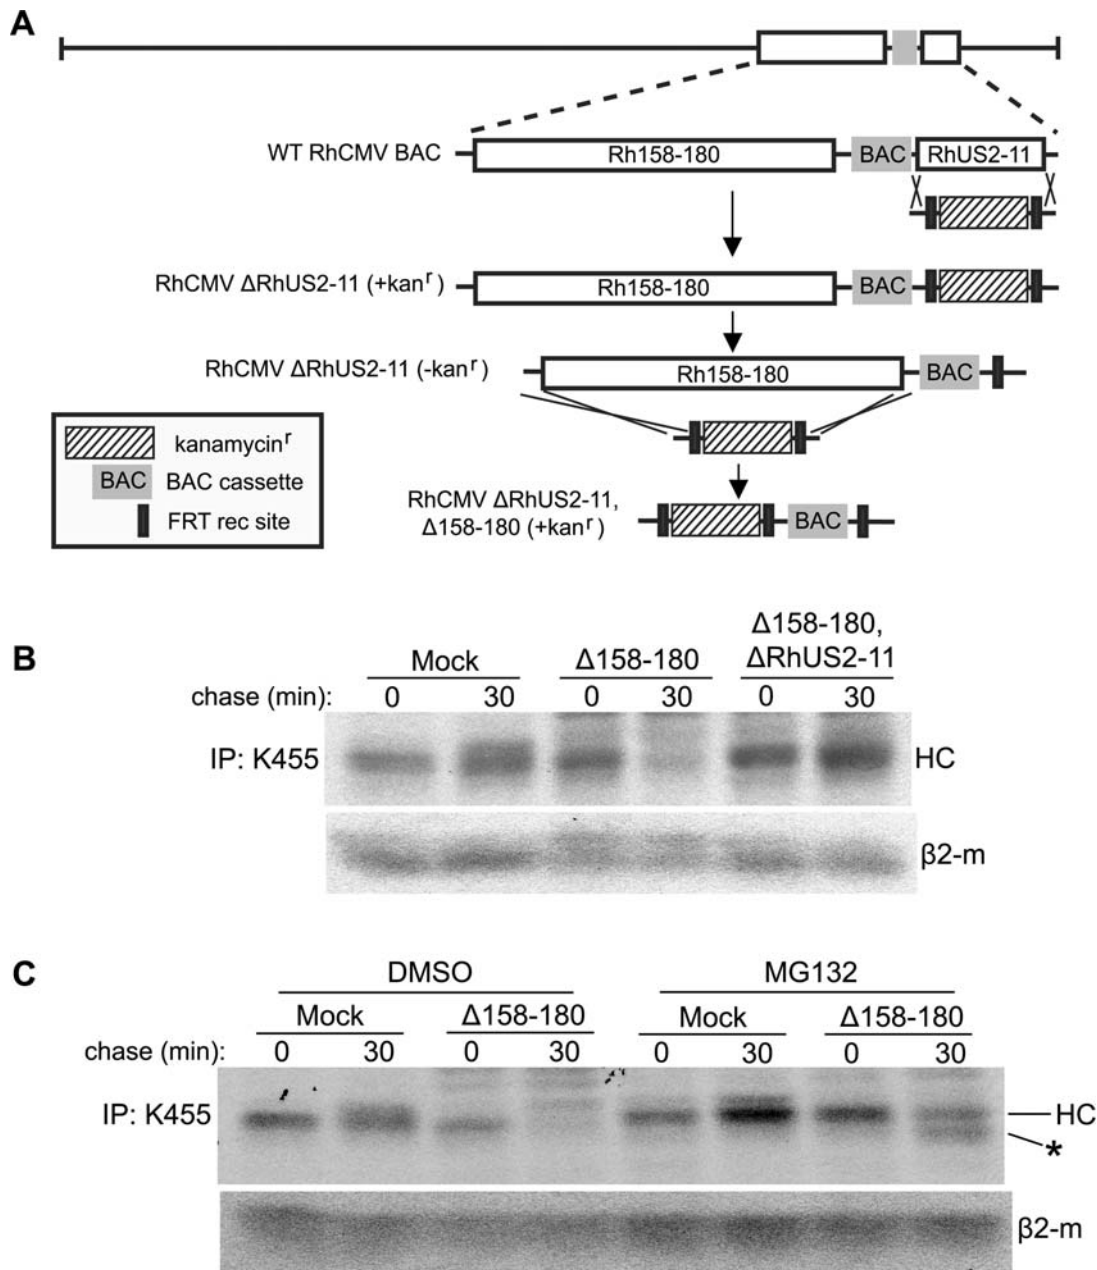 A
WT RhCMV BAC
Rh158-180
BAC
RhUS2-11
RhCMV ΔRhUS2-11 (+kanʳ)
Rh158-180
BAC
RhCMV ΔRhUS2-11 (-kanʳ)
Rh158-180
BAC
kanamycinʳ
BAC
BAC cassette
FRT rec site
RhCMV ΔRhUS2-11,
Δ158-180 (+kanʳ)
BAC
B
Mock
Δ158-180
Δ158-180,
ΔRhUS2-11
chase (min):
0 30 0 30 0 30
IP: K455
HC
β2-m
C
DMSO
MG132
Mock
Δ158-180
Mock
Δ158-180
chase (min):
0 30 0 30 0 30 0 30
IP: K455
HC
*
β2-m